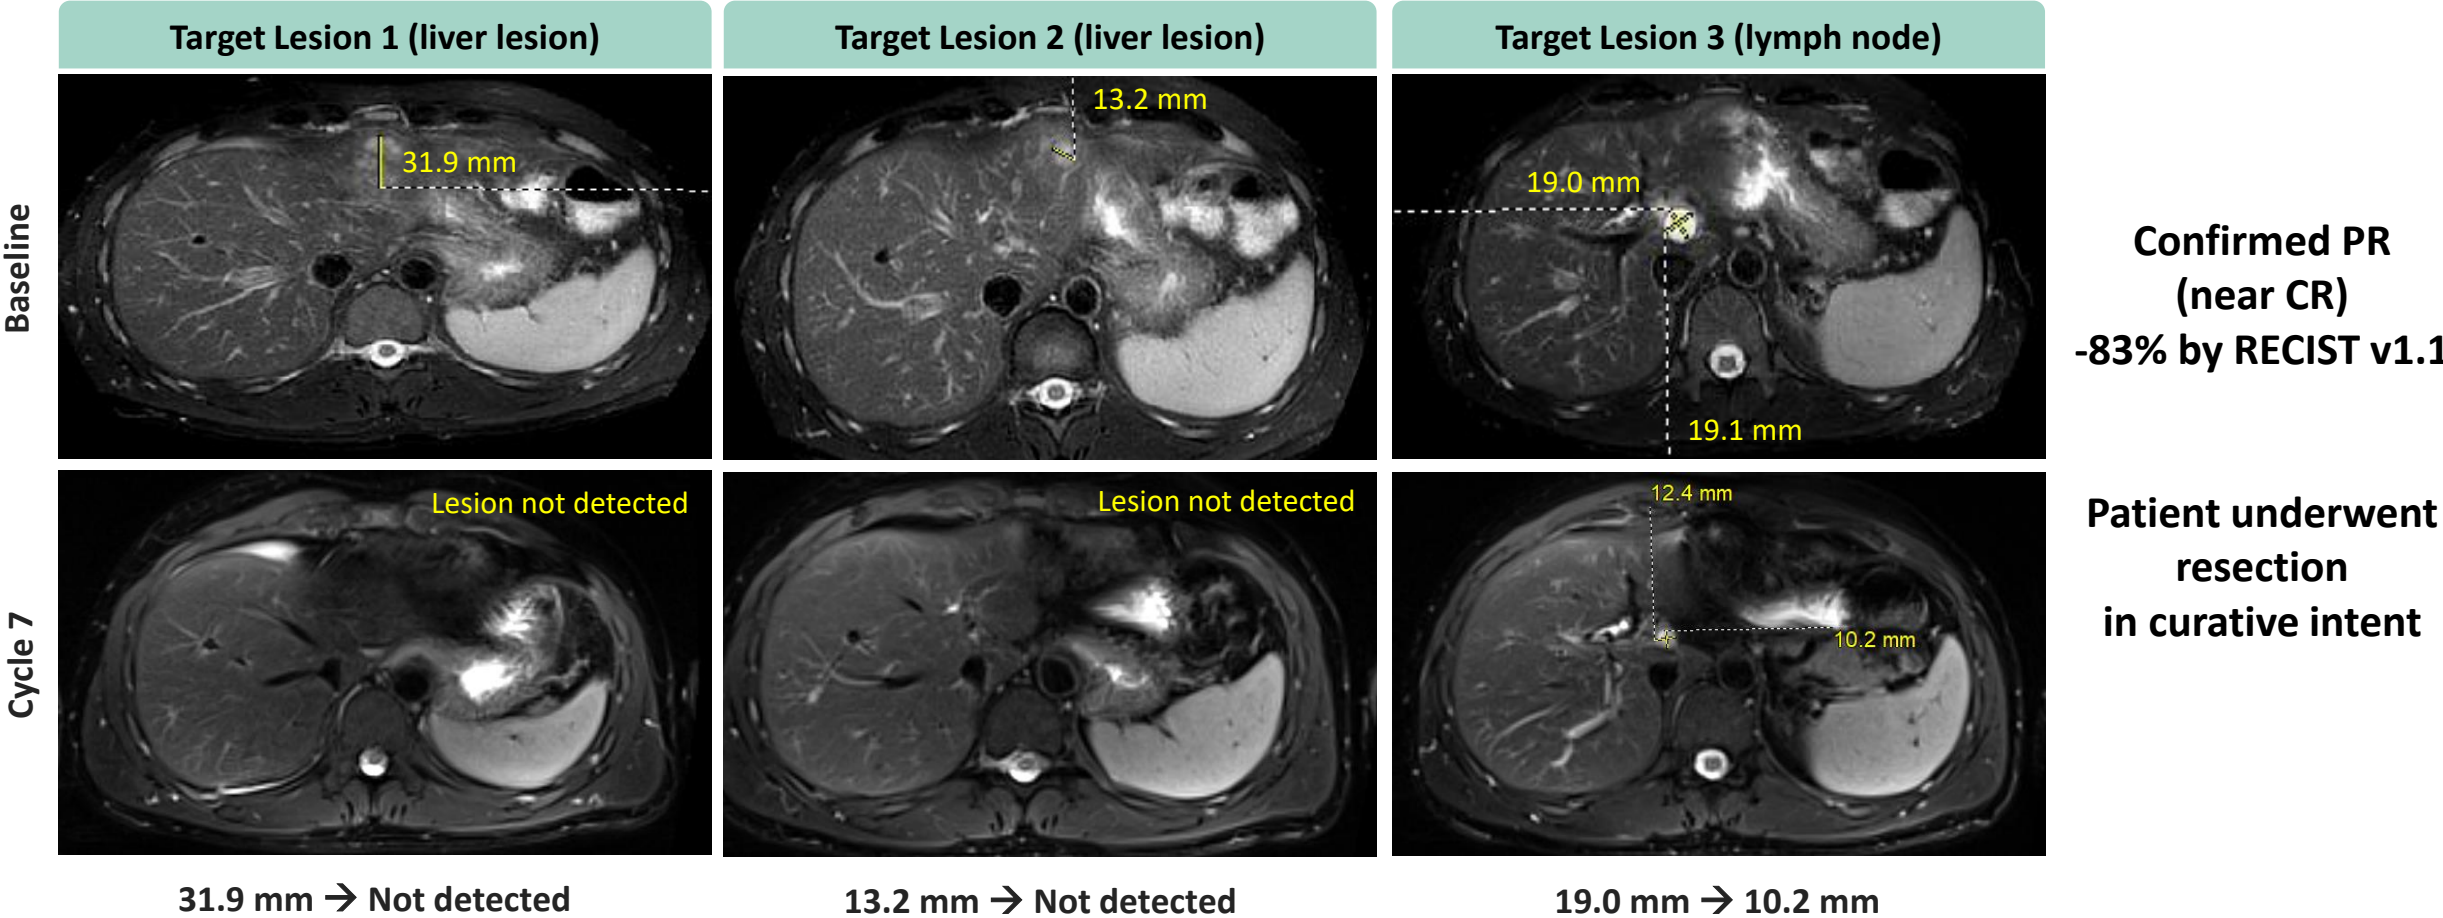 Target Lesion 1 (liver lesion)
Target Lesion 2 (liver lesion)
Target Lesion 3 (lymph node)
Baseline
31.9 mm
13.2 mm
19.0 mm
19.1 mm
Confirmed PR
(near CR)
-83% by RECIST v1.1
Cycle 7
Lesion not detected
Lesion not detected
12.4 mm
10.2 mm
Patient underwent
resection
in curative intent
31.9 mm → Not detected
13.2 mm → Not detected
19.0 mm → 10.2 mm